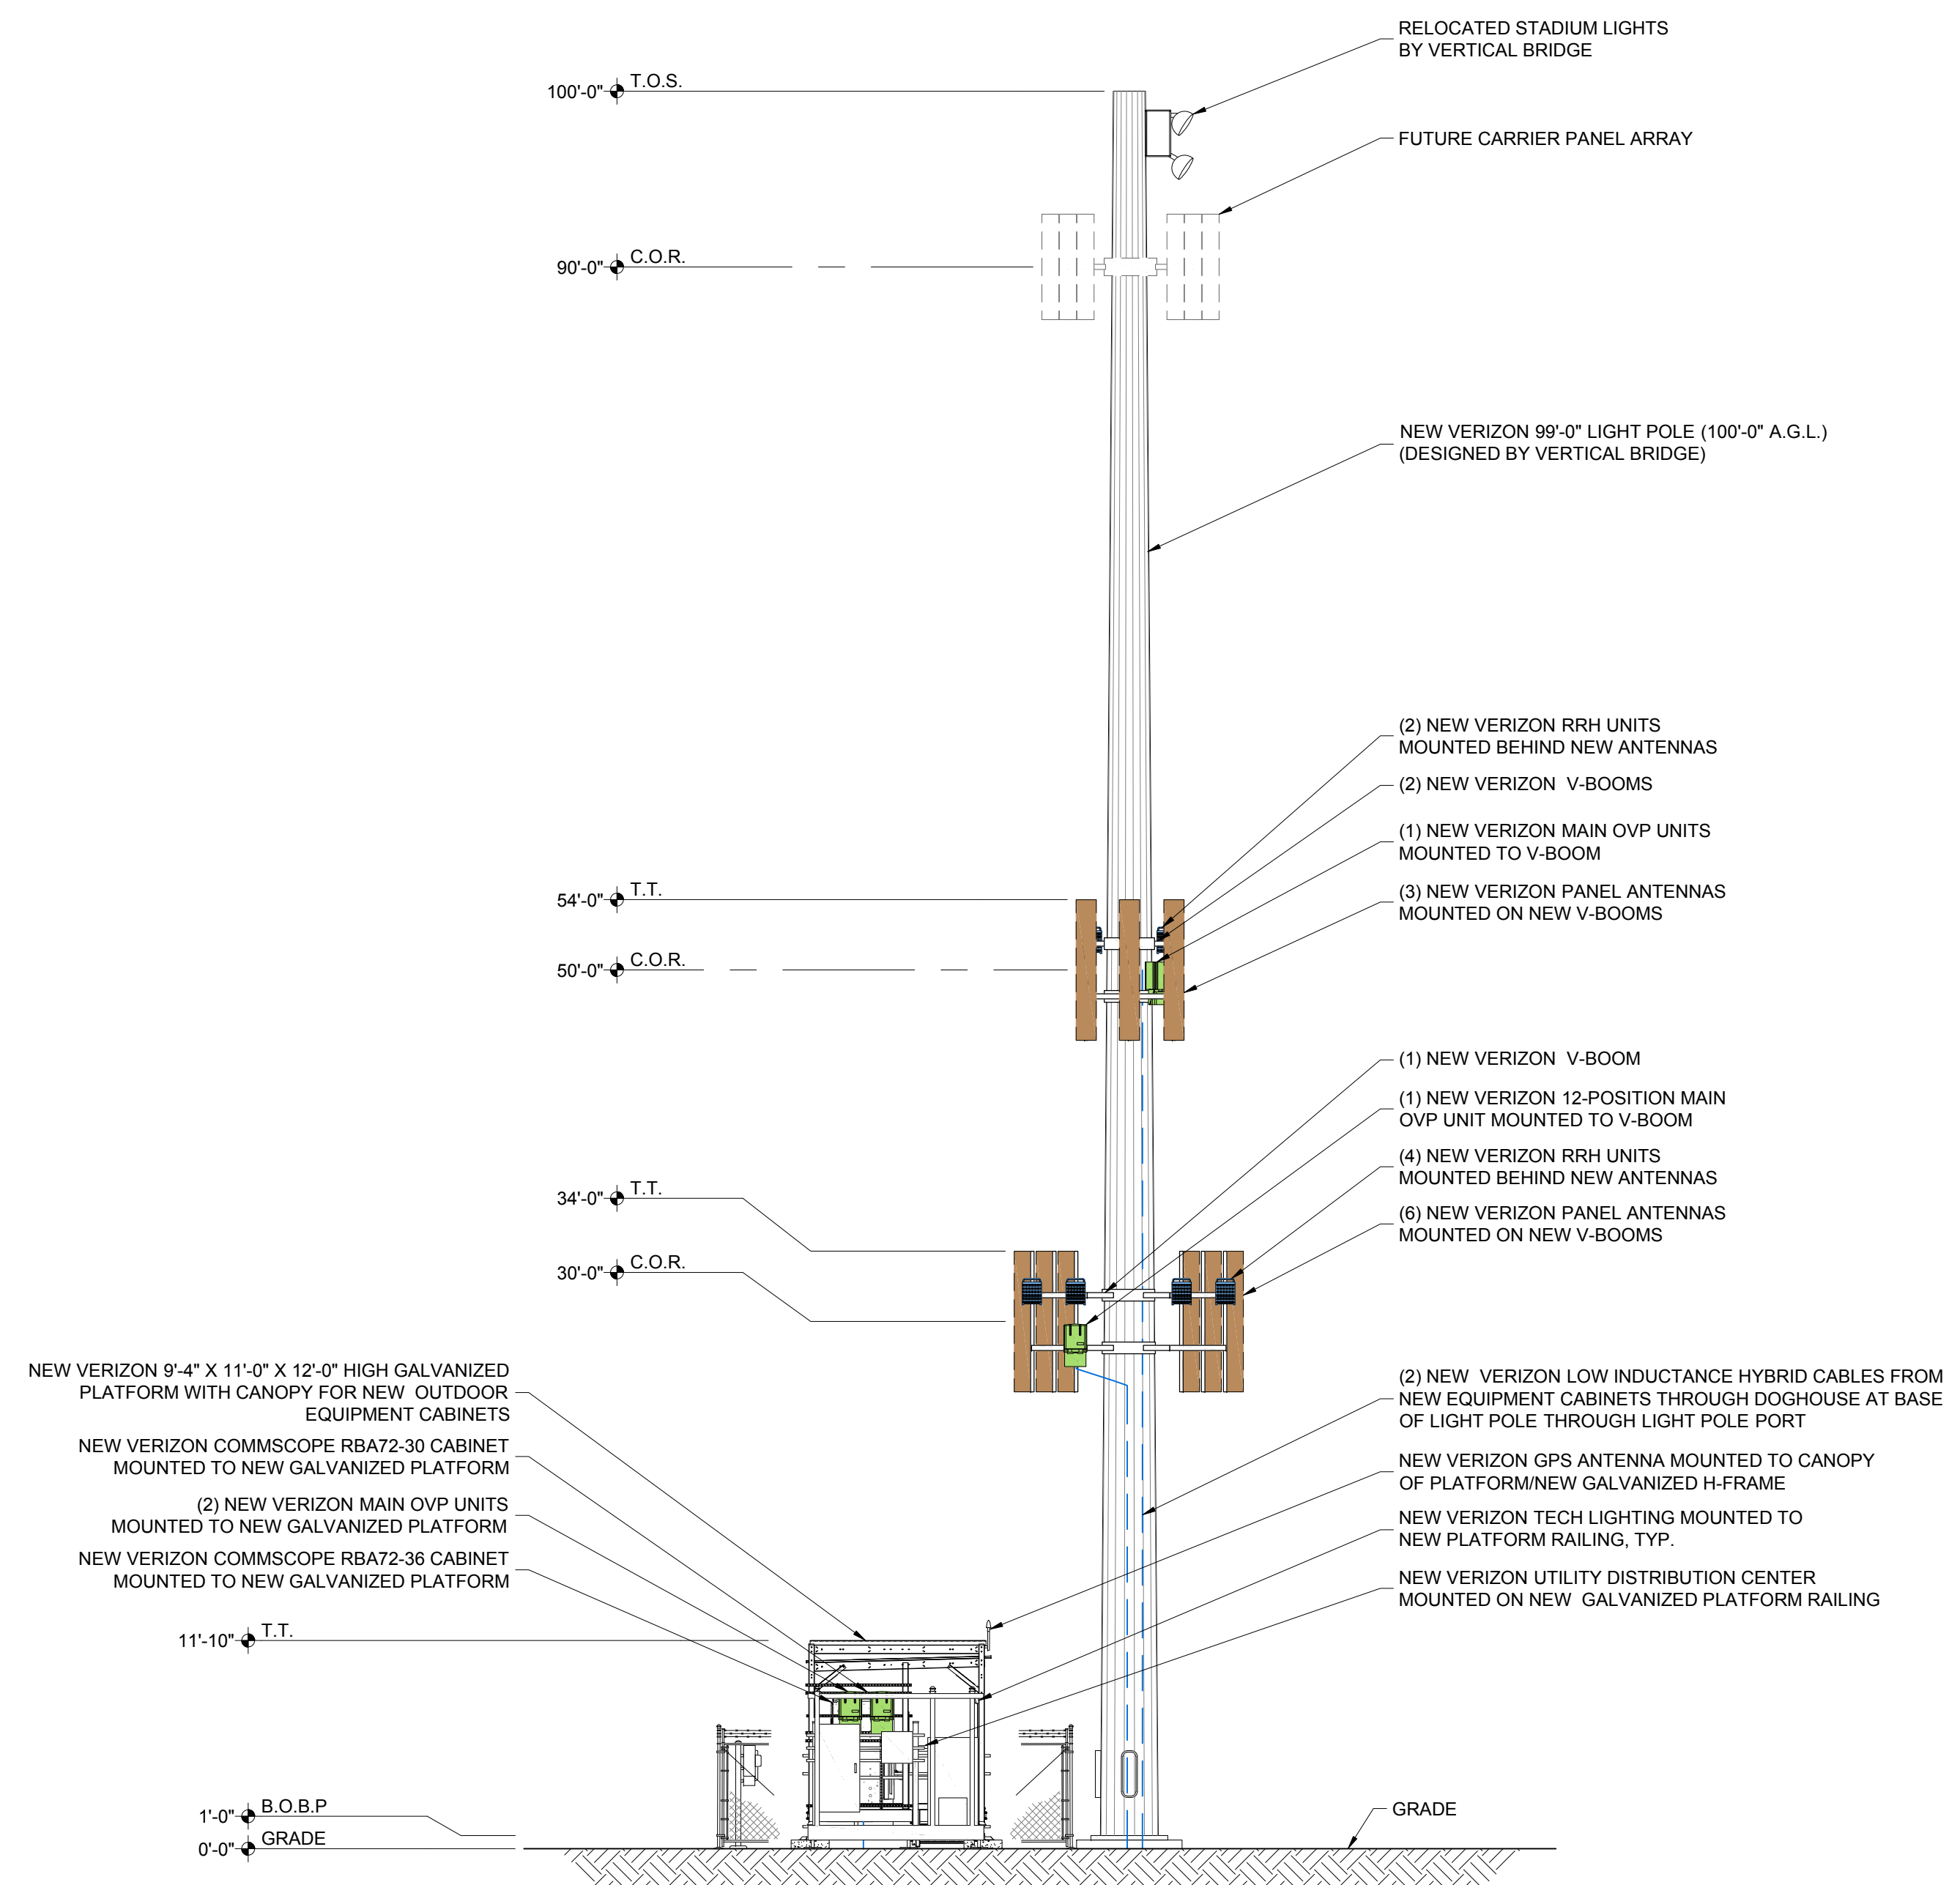 RELOCATED STADIUM LIGHTS
BY VERTICAL BRIDGE
100'-0" T.O.S.
FUTURE CARRIER PANEL ARRAY
90'-0" C.O.R.
NEW VERIZON 99'-0" LIGHT POLE (100'-0" A.G.L.)
(DESIGNED BY VERTICAL BRIDGE)
(2) NEW VERIZON RRH UNITS
MOUNTED BEHIND NEW ANTENNAS
(2) NEW VERIZON V-BOOMS
(1) NEW VERIZON MAIN OVP UNITS
MOUNTED TO V-BOOM
54'-0" T.T.
(3) NEW VERIZON PANEL ANTENNAS
MOUNTED ON NEW V-BOOMS
50'-0" C.O.R.
(1) NEW VERIZON V-BOOM
(1) NEW VERIZON 12-POSITION MAIN
OVP UNIT MOUNTED TO V-BOOM
(4) NEW VERIZON RRH UNITS
MOUNTED BEHIND NEW ANTENNAS
34'-0" T.T.
(6) NEW VERIZON PANEL ANTENNAS
MOUNTED ON NEW V-BOOMS
30'-0" C.O.R.
NEW VERIZON 9'-4" X 11'-0" X 12'-0" HIGH GALVANIZED
PLATFORM WITH CANOPY FOR NEW OUTDOOR
EQUIPMENT CABINETS
NEW VERIZON COMMSCOPE RBA72-30 CABINET
MOUNTED TO NEW GALVANIZED PLATFORM
(2) NEW VERIZON MAIN OVP UNITS
MOUNTED TO NEW GALVANIZED PLATFORM
NEW VERIZON COMMSCOPE RBA72-36 CABINET
MOUNTED TO NEW GALVANIZED PLATFORM
(2) NEW VERIZON LOW INDUCTANCE HYBRID CABLES FROM
NEW EQUIPMENT CABINETS THROUGH DOGHOUSE AT BASE
OF LIGHT POLE THROUGH LIGHT POLE PORT
NEW VERIZON GPS ANTENNA MOUNTED TO CANOPY
OF PLATFORM/NEW GALVANIZED H-FRAME
NEW VERIZON TECH LIGHTING MOUNTED TO
NEW PLATFORM RAILING, TYP.
NEW VERIZON UTILITY DISTRIBUTION CENTER
MOUNTED ON NEW GALVANIZED PLATFORM RAILING
11'-10" T.T.
1'-0" B.O.B.P
GRADE
0'-0" GRADE